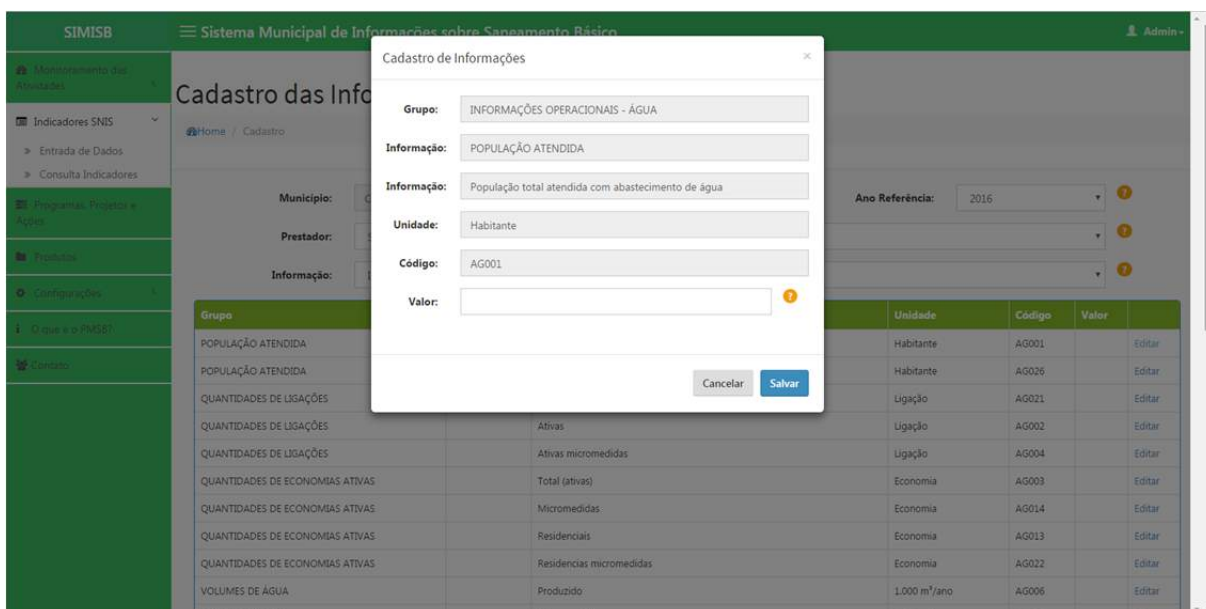 SIMISB
Sistema Municipal de Informações sobre Saneamento Básico
Admin
Monitoramento das
Atividades
Indicadores SNIS
Entrada de Dados
Consulta Indicadores
Programas, Projetos e
Ações
Produtos
Configurações
O que é o PMSB?
Contato
Cadastro das Info
Home / Cadastro
Município:
Ano Referência: 2016
Prestador:
Informação:
Cadastro de Informações
×
Grupo: INFORMAÇÕES OPERACIONAIS - ÁGUA
Informação: POPULAÇÃO ATENDIDA
Informação: População total atendida com abastecimento de água
Unidade: Habitante
Código: AG001
Valor: ?
Cancelar Salvar
Grupo Unidade Código Valor
POPULAÇÃO ATENDIDA Habitante AG001 Editar
POPULAÇÃO ATENDIDA Habitante AG026 Editar
QUANTIDADES DE LIGAÇÕES Ligação AG021 Editar
QUANTIDADES DE LIGAÇÕES Ativas Ligação AG002 Editar
QUANTIDADES DE LIGAÇÕES Ativas micromedidas Ligação AG004 Editar
QUANTIDADES DE ECONOMIAS ATIVAS Total (ativas) Economia AG003 Editar
QUANTIDADES DE ECONOMIAS ATIVAS Micromedidas Economia AG014 Editar
QUANTIDADES DE ECONOMIAS ATIVAS Residenciais Economia AG013 Editar
QUANTIDADES DE ECONOMIAS ATIVAS Residencias micromedidas Economia AG022 Editar
VOLUMES DE ÁGUA Produzido 1.000 m³/ano AG006 Editar